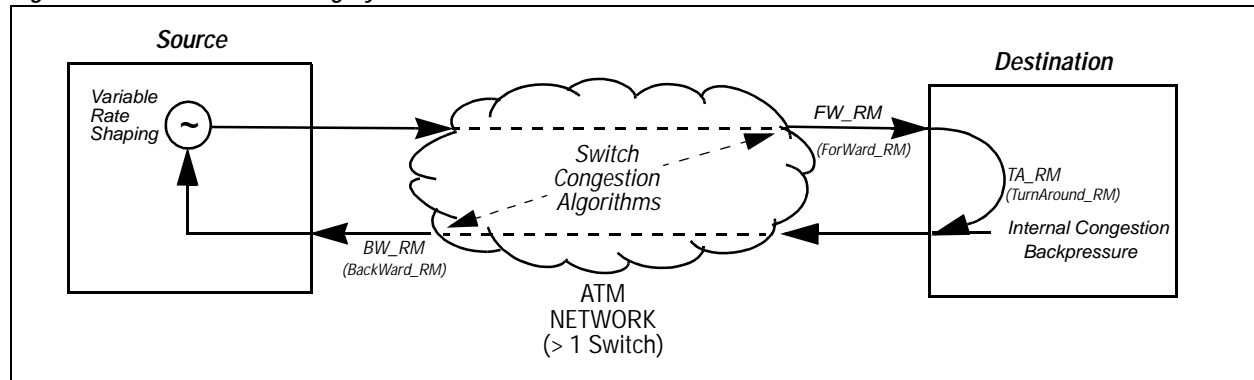 Source
Destination
Variable
Rate
Shaping
~
FW_RM
(ForWard_RM)
Switch
Congestion
Algorithms
TA_RM
(TurnAround_RM)
Internal Congestion
Backpressure
BW_RM
(BackWard_RM)
ATM
NETWORK
(> 1 Switch)